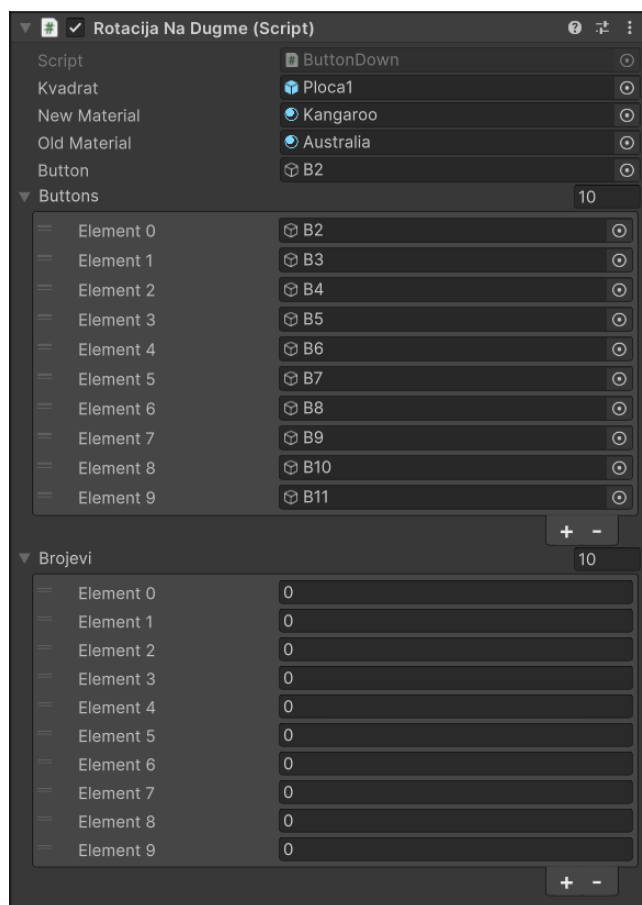 Rotacija Na Dugme (Script)
Script ButtonDown
Kvadrat Ploca1
New Material Kangaroo
Old Material Australia
Button B2
Buttons 10
Element 0 B2
Element 1 B3
Element 2 B4
Element 3 B5
Element 4 B6
Element 5 B7
Element 6 B8
Element 7 B9
Element 8 B10
Element 9 B11
+ -
Brojevi 10
Element 0 0
Element 1 0
Element 2 0
Element 3 0
Element 4 0
Element 5 0
Element 6 0
Element 7 0
Element 8 0
Element 9 0
+ -